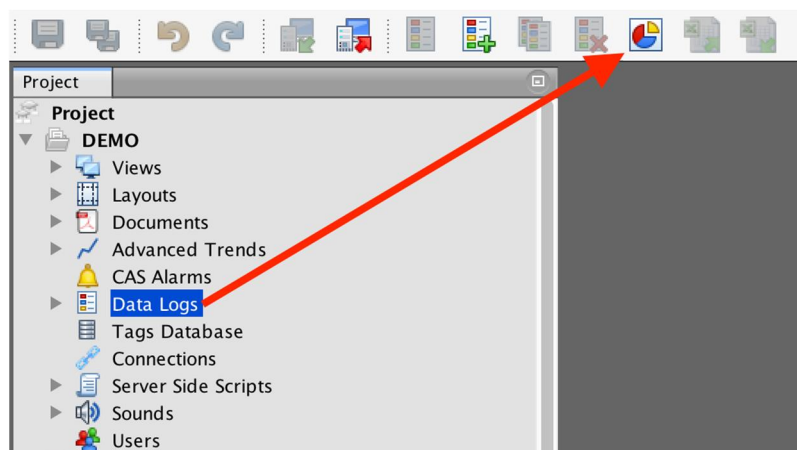 Project
Project
DEMO
Views
Layouts
Documents
Advanced Trends
CAS Alarms
Data Logs
Tags Database
Connections
Server Side Scripts
Sounds
Users